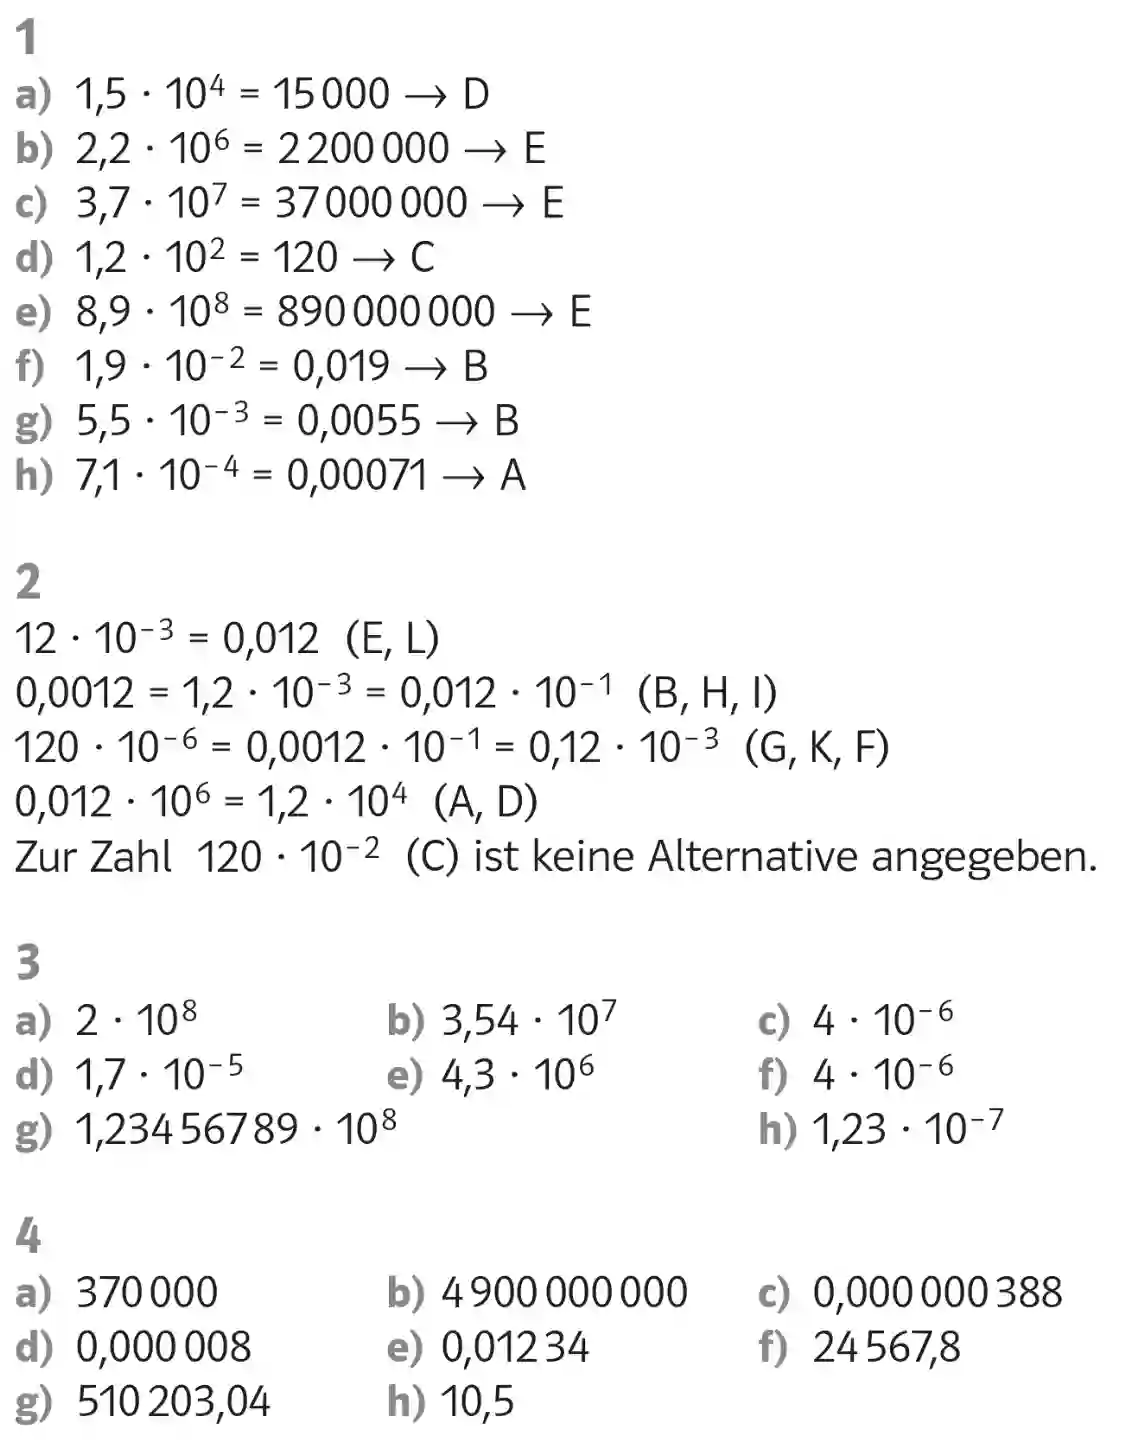 1
a) 1,5 · 10⁴ = 15 000 → D
b) 2,2 · 10⁶ = 2 200 000 → E
c) 3,7 · 10⁷ = 37 000 000 → E
d) 1,2 · 10² = 120 → C
e) 8,9 · 10⁸ = 890 000 000 → E
f) 1,9 · 10⁻² = 0,019 → B
g) 5,5 · 10⁻³ = 0,0055 → B
h) 7,1 · 10⁻⁴ = 0,00071 → A
2
12 · 10⁻³ = 0,012 (E, L)
0,0012 = 1,2 · 10⁻³ = 0,012 · 10⁻¹ (B, H, I)
120 · 10⁻⁶ = 0,0012 · 10⁻¹ = 0,12 · 10⁻³ (G, K, F)
0,012 · 10⁶ = 1,2 · 10⁴ (A, D)
Zur Zahl 120 · 10⁻² (C) ist keine Alternative angegeben.
3
a) 2 · 10⁸ b) 3,54 · 10⁷ c) 4 · 10⁻⁶
d) 1,7 · 10⁻⁵ e) 4,3 · 10⁶ f) 4 · 10⁻⁶
g) 1,234 567 89 · 10⁸ h) 1,23 · 10⁻⁷
4
a) 370 000 b) 4 900 000 000 c) 0,000 000 388
d) 0,000 008 e) 0,012 34 f) 24 567,8
g) 510 203,04 h) 10,5